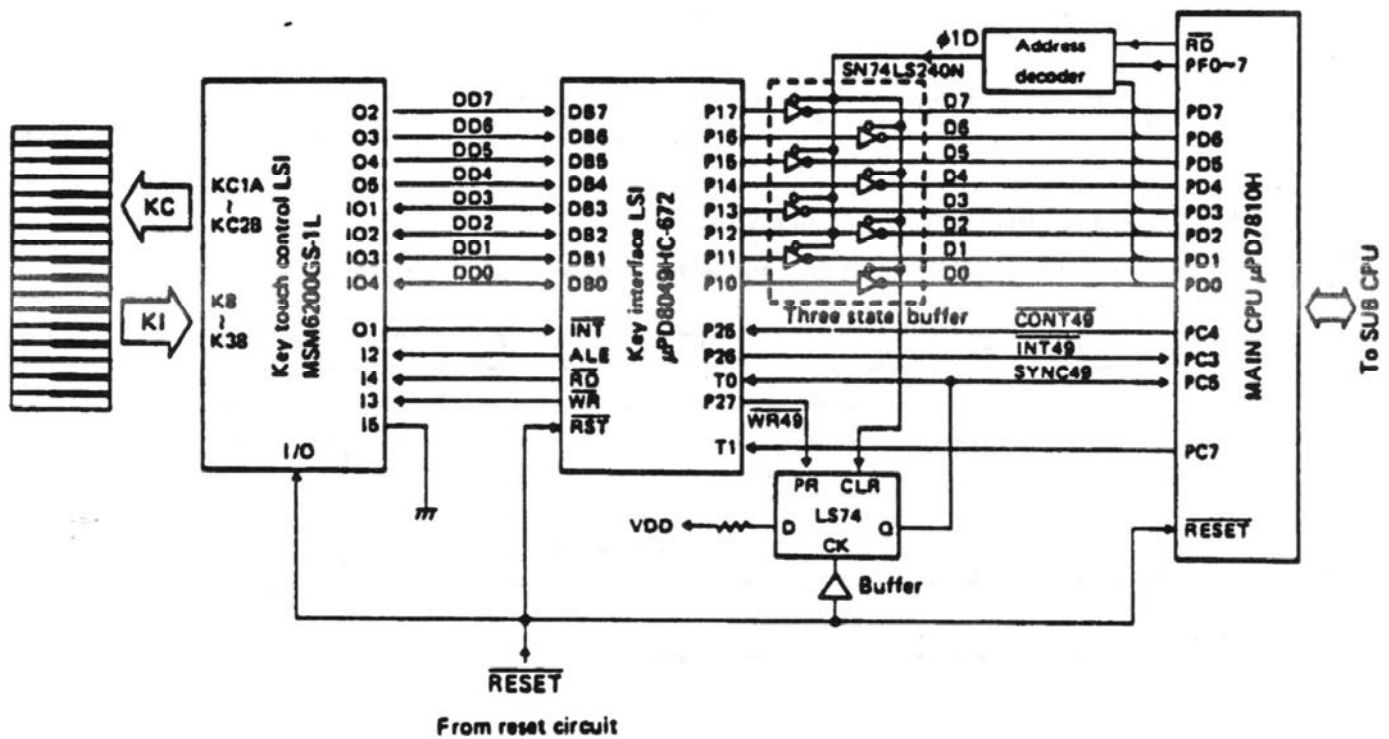 φ1D
Address
decoder
RD
PF0~7
SN74LS240N
KC
KC1A
~
KC2B
KI
K8
~
K38
Key touch control LSI
MSM6200GS-1L
O2
O3
O4
O5
IO1
IO2
IO3
IO4
O1
I2
I4
I3
I5
I/O
DD7
DD6
DD5
DD4
DD3
DD2
DD1
DD0
DB7
DB6
DB5
DB4
DB3
DB2
DB1
DB0
INT
ALE
RD
WR
RST
Key interface LSI
μPD8049HC-672
P17
P16
P15
P14
P13
P12
P11
P10
P25
P26
T0
P27
T1
D7
D6
D5
D4
D3
D2
D1
D0
Three state buffer
CONT49
INT49
SYNC49
WR49
PD7
PD6
PD5
PD4
PD3
PD2
PD1
PD0
PC4
PC3
PC5
PC7
RESET
MAIN CPU μPD7810H
To SUB CPU
PR CLR
LS74
D
Q
CK
VDD
Buffer
RESET
From reset circuit